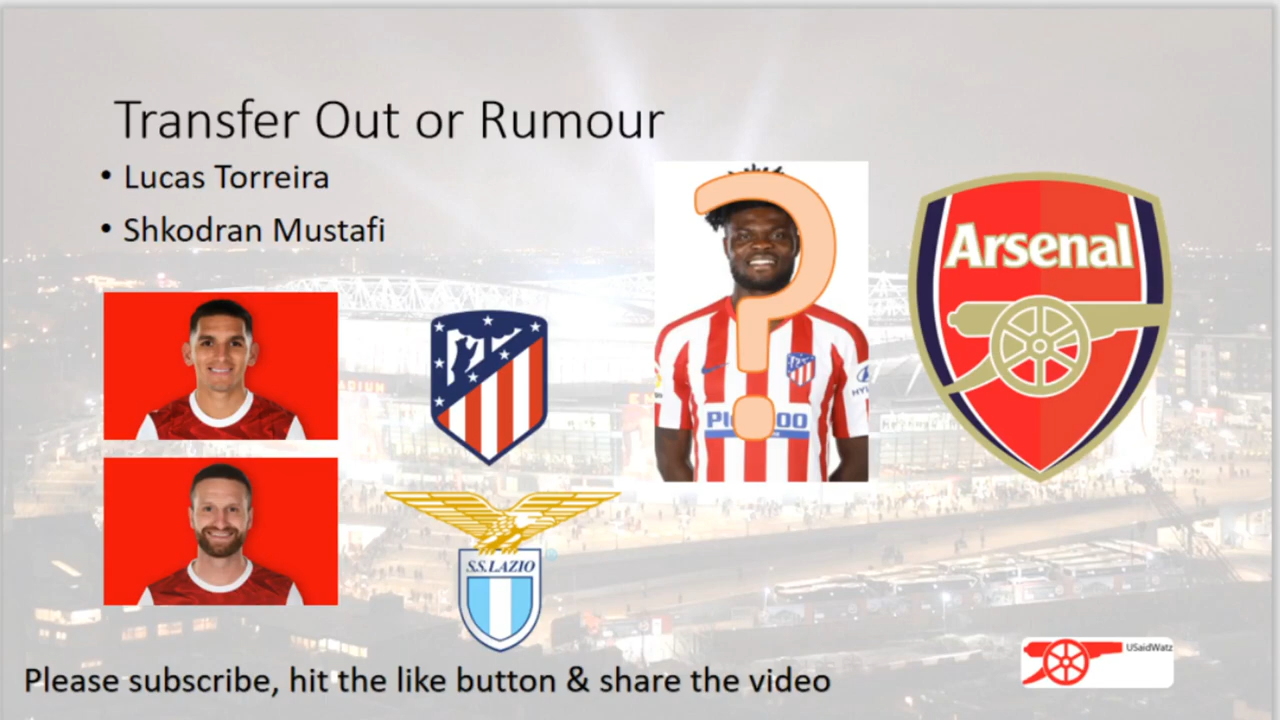 Transfer Out or Rumour
• Lucas Torreira
• Shkodran Mustafi
Arsenal
S.S.LAZIO
Please subscribe, hit the like button & share the video
USaidWatz